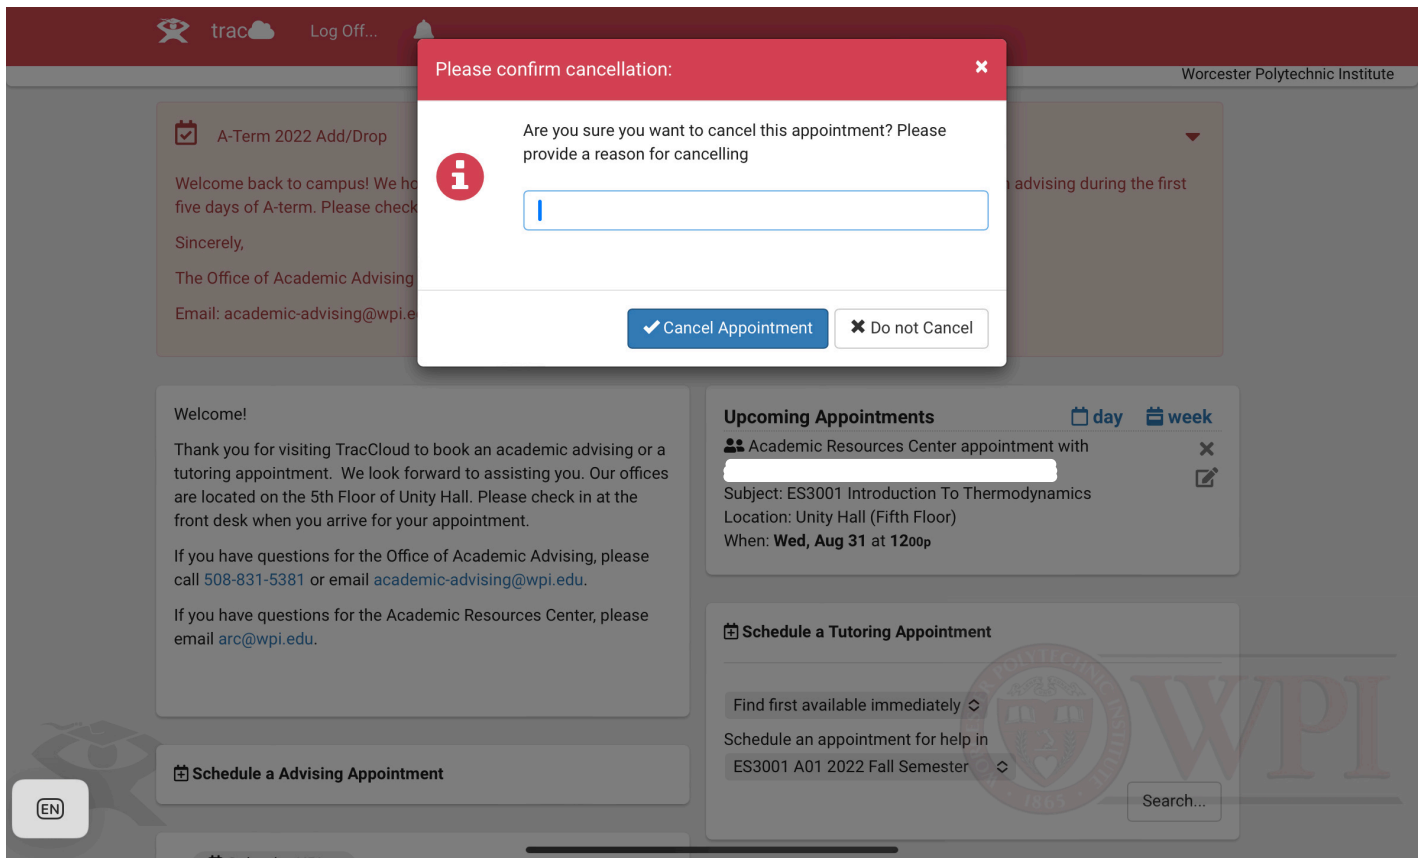 trac
Log Off...
Please confirm cancellation:
Worcester Polytechnic Institute
Are you sure you want to cancel this appointment? Please
provide a reason for cancelling
Cancel Appointment
Do not Cancel
A-Term 2022 Add/Drop
Welcome back to campus! We
advising during the first
five days of A-term. Please check
Sincerely,
The Office of Academic Advising
Email: academic-advising@wpi.e
Welcome!
Thank you for visiting TracCloud to book an academic advising or a
tutoring appointment. We look forward to assisting you. Our offices
are located on the 5th Floor of Unity Hall. Please check in at the
front desk when you arrive for your appointment.
If you have questions for the Office of Academic Advising, please
call 508-831-5381 or email academic-advising@wpi.edu.
If you have questions for the Academic Resources Center, please
email arc@wpi.edu.
Schedule a Advising Appointment
Upcoming Appointments
day
week
Academic Resources Center appointment with
Subject: ES3001 Introduction To Thermodynamics
Location: Unity Hall (Fifth Floor)
When: Wed, Aug 31 at 1200p
Schedule a Tutoring Appointment
Find first available immediately
Schedule an appointment for help in
ES3001 A01 2022 Fall Semester
Search...
WPI
1865
EN